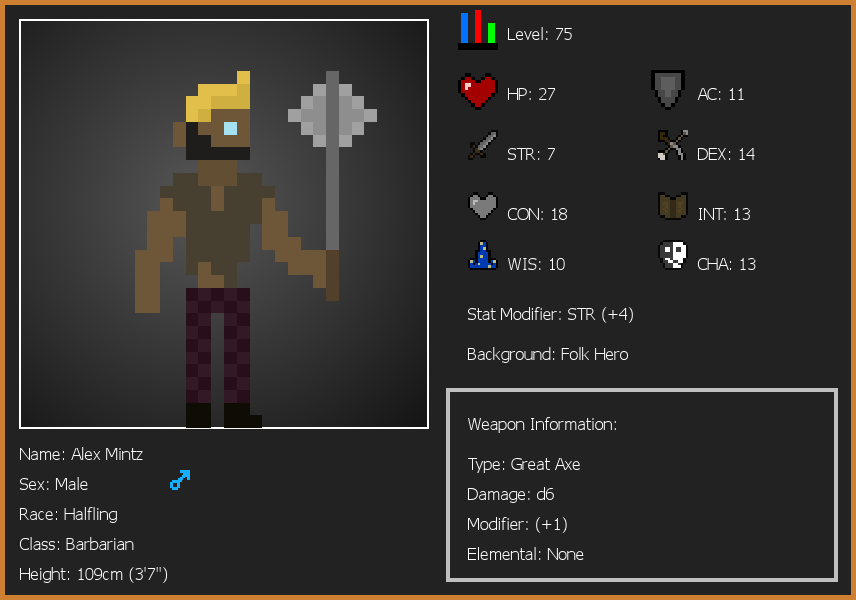 Level: 75
HP: 27
AC: 11
STR: 7
DEX: 14
CON: 18
INT: 13
WIS: 10
CHA: 13
Stat Modifier: STR (+4)
Background: Folk Hero
Weapon Information:
Type: Great Axe
Damage: d6
Modifier: (+1)
Elemental: None
Name: Alex Mintz
Sex: Male
Race: Halfling
Class: Barbarian
Height: 109cm (3'7")